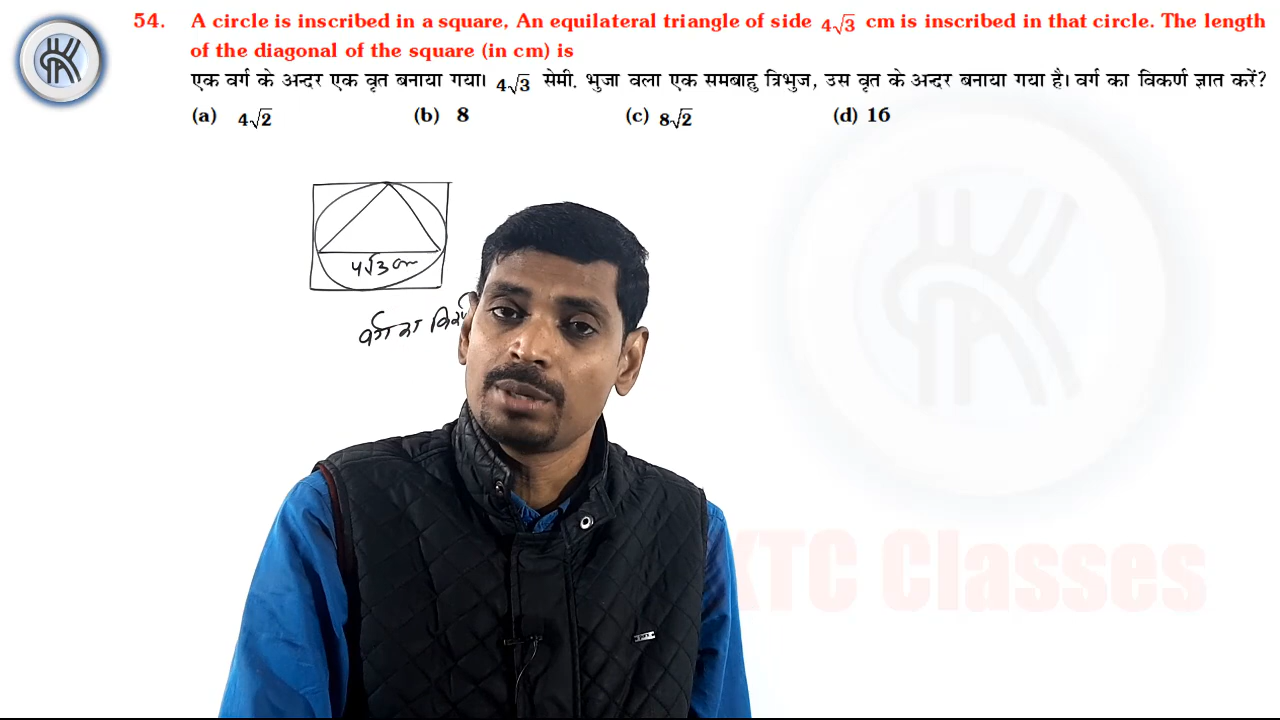 54. A circle is inscribed in a square, An equilateral triangle of side 4√3 cm is inscribed in that circle. The length
of the diagonal of the square (in cm) is
एक वर्ग के अन्दर एक वृत बनाया गया। 4√3 सेमी. भुजा वला एक समबाहु त्रिभुज, उस वृत के अन्दर बनाया गया है। वर्ग का विकर्ण ज्ञात करें?
(a) 4√2 (b) 8 (c) 8√2 (d) 16
4√3 cm
वर्ग का
KTC Classes